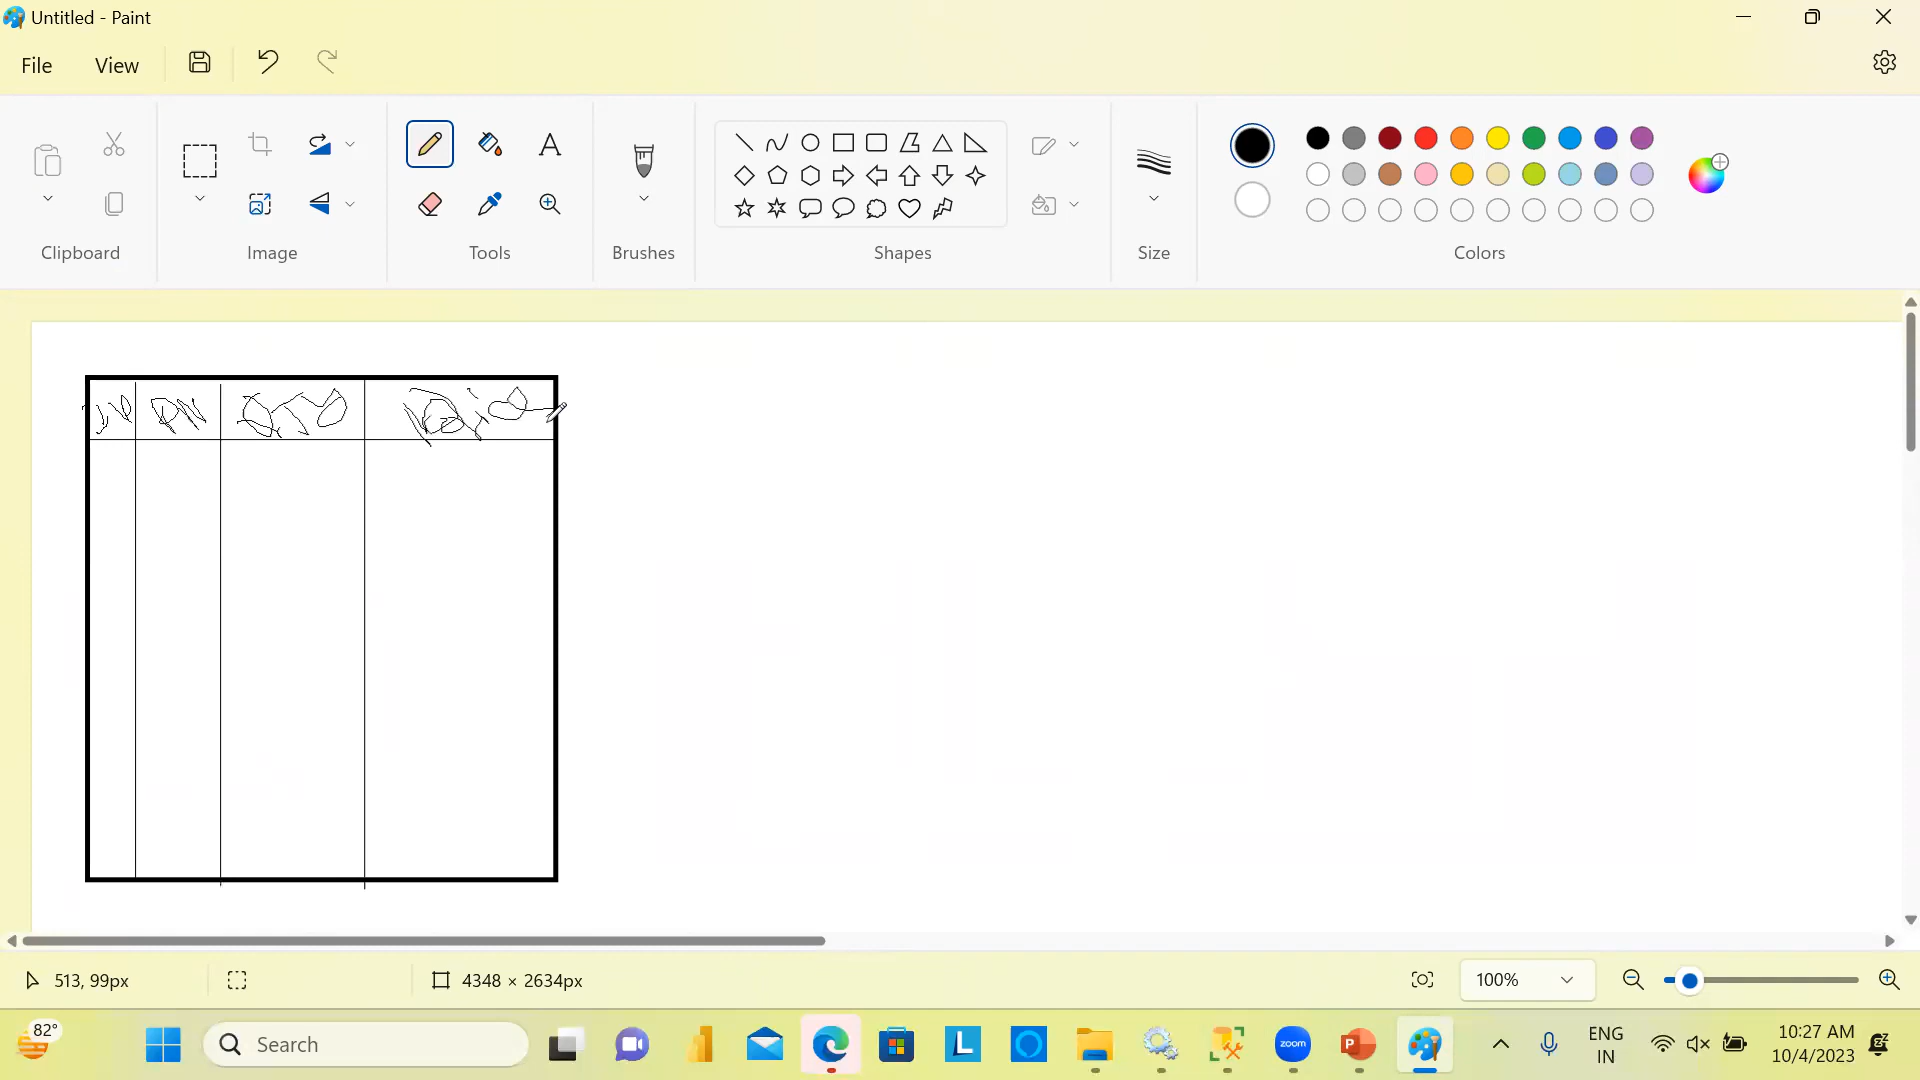 Untitled - Paint
File View
Clipboard Image Tools Brushes Shapes Size Colors
513, 99px 4348 × 2634px 100%
82° Search zoom ENG 10:27 AM
IN 10/4/2023